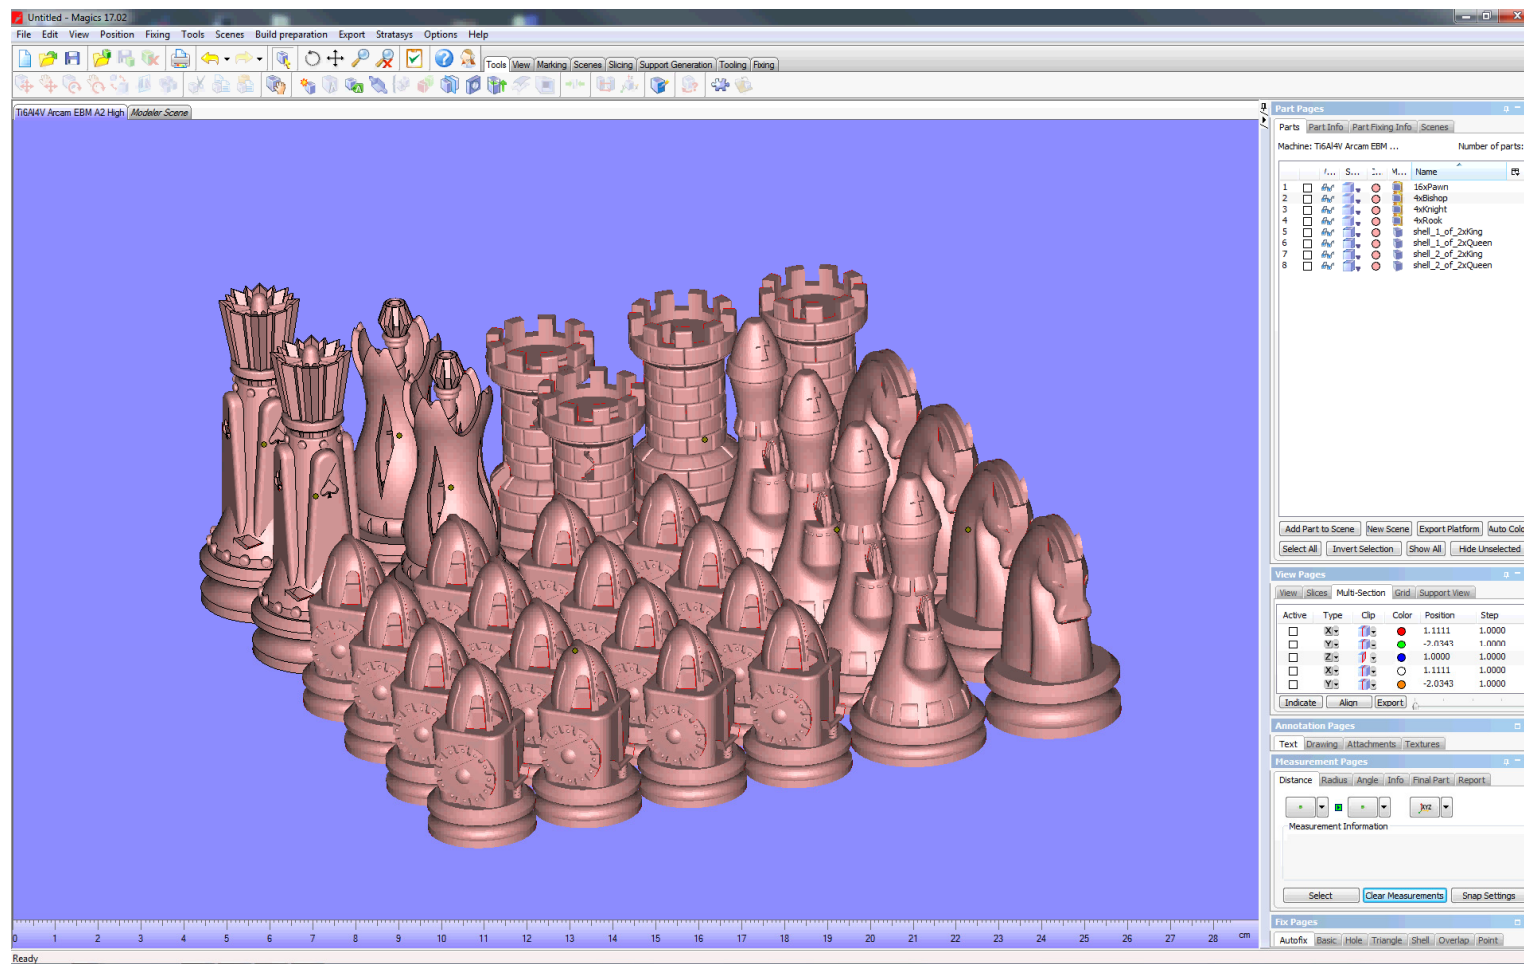 Untitled - Magics 17.02
File Edit View Position Fixing Tools Scenes Build preparation Export Stratasys Options Help
Tools View Marking Scenes Slicing Support Generation Tooling Fixing
Ti6Al4V Arcam EBM A2 High Modeler Scene
Part Pages
Parts Part Info Part Fixing Info Scenes
Machine: Ti6Al4V Arcam EBM ... Number of parts:
/... S... M... Name
1 16xPawn
2 4xBishop
3 4xKnight
4 4xRook
5 shell_1_of_2xKing
6 shell_1_of_2xQueen
7 shell_2_of_2xKing
8 shell_2_of_2xQueen
Add Part to Scene New Scene Export Platform Auto Colo
Select All Invert Selection Show All Hide Unselected
View Pages
View Slices Multi-Section Grid Support View
Active Type Clip Color Position Step
X 1.1111 1.0000
Y -2.0343 1.0000
Z 1.0000 1.0000
X 1.1111 1.0000
Y -2.0343 1.0000
Indicate Align Export
Annotation Pages
Text Drawing Attachments Textures
Measurement Pages
Distance Radius Angle Info Final Part Report
XYZ
Measurement Information
Select Clear Measurements Snap Settings
Fix Pages
Autofix Basic Hole Triangle Shell Overlap Point
0 1 2 3 4 5 6 7 8 9 10 11 12 13 14 15 16 17 18 19 20 21 22 23 24 25 26 27 28 cm
Ready